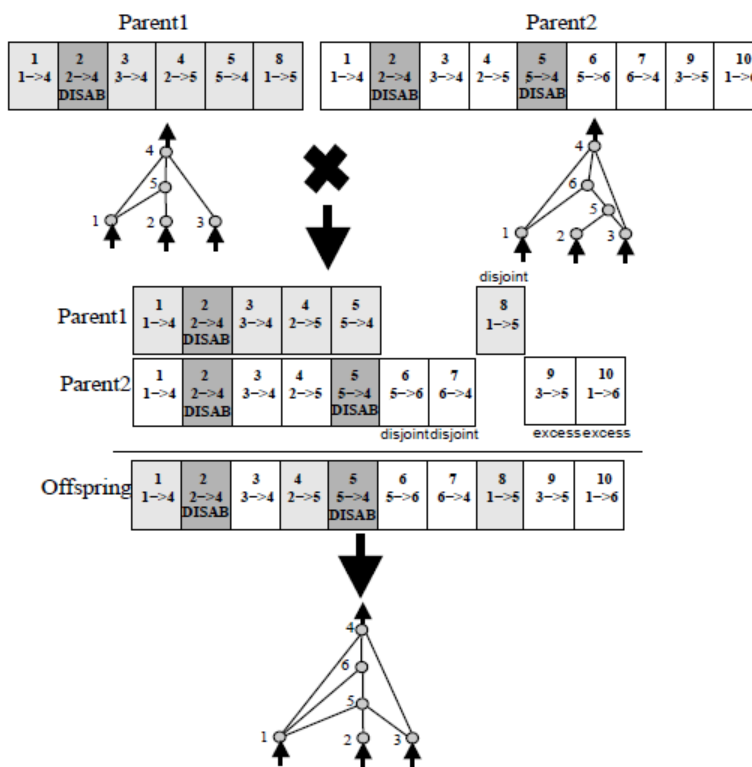 Parent1 Parent2
1 2 3 4 5 8 1 2 3 4 5 6 7 9 10
1−>4 2−>4 3−>4 2−>5 5−>4 1−>5 1−>4 2−>4 3−>4 2−>5 5−>4 5−>6 6−>4 3−>5 1−>6
DISAB DISAB DISAB
4 4
5 6
5
1 2 3 1 2 3
disjoint
Parent1 1 2 3 4 5 8
1−>4 2−>4 3−>4 2−>5 5−>4 1−>5
DISAB
Parent2 1 2 3 4 5 6 7 9 10
1−>4 2−>4 3−>4 2−>5 5−>4 5−>6 6−>4 3−>5 1−>6
DISAB DISAB
disjoint disjoint excess excess
Offspring 1 2 3 4 5 6 7 8 9 10
1−>4 2−>4 3−>4 2−>5 5−>4 5−>6 6−>4 1−>5 3−>5 1−>6
DISAB DISAB
4
6
5
1 2 3